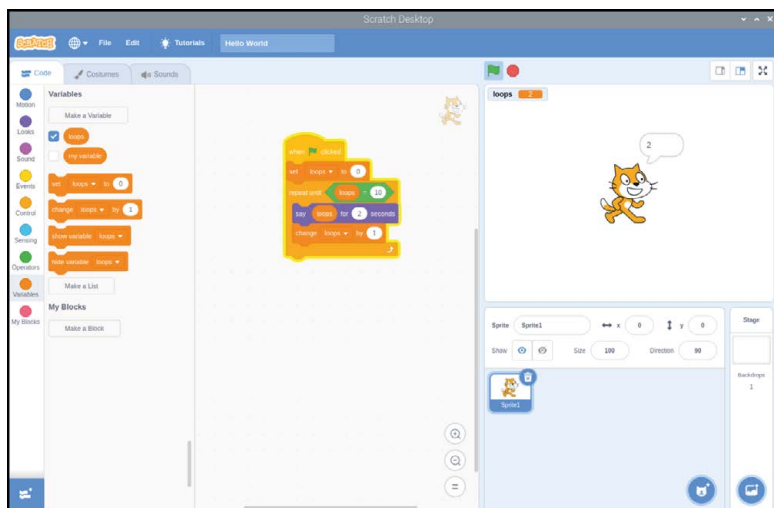 Scratch Desktop
SCRATCH File Edit Tutorials Hello World
Code Costumes Sounds
Motion
Looks
Sound
Events
Control
Sensing
Operators
Variables
My Blocks
Variables
Make a Variable
loops
my variable
set loops to 0
change loops by 1
show variable loops
hide variable loops
Make a List
My Blocks
Make a Block
when clicked
set loops to 0
repeat until loops = 10
say loops for 2 seconds
change loops by 1
loops 2
2
Sprite Sprite1 x 0 y 0
Show Size 100 Direction 90
Sprite1
Stage
Backdrops
1